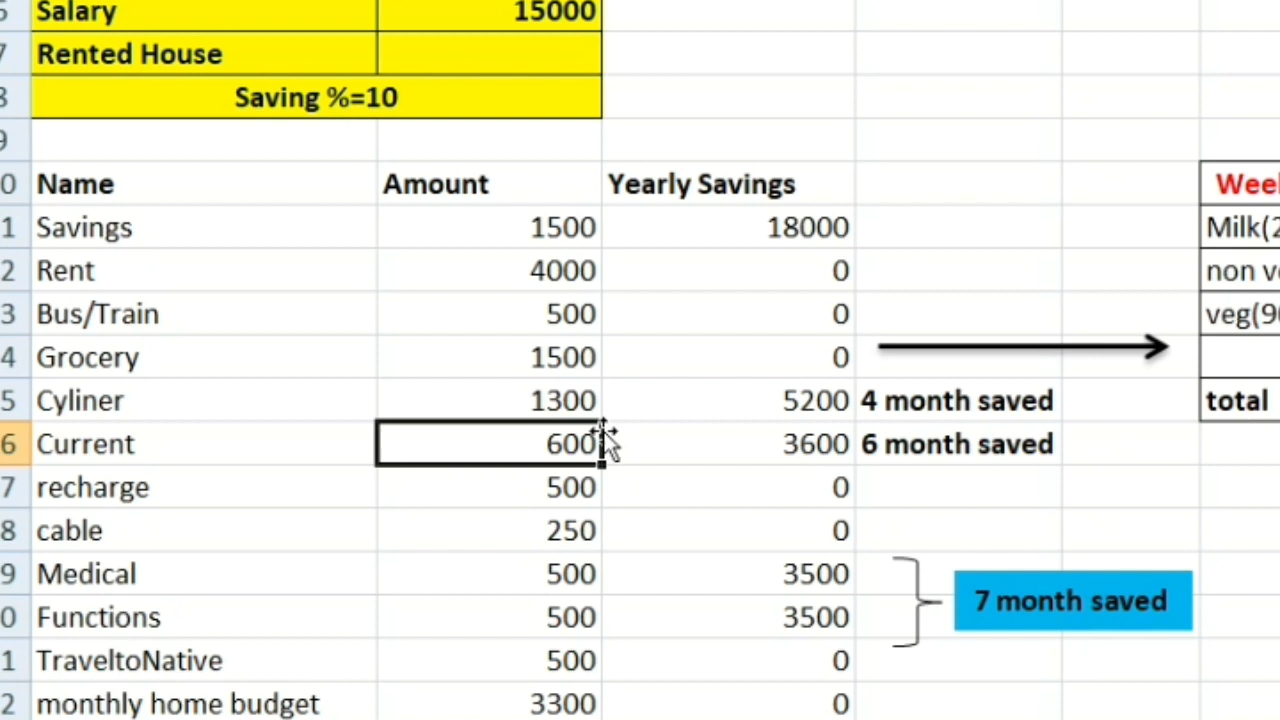 Salary 15000
Rented House
Saving %=10
Name Amount Yearly Savings
Savings 1500 18000
Rent 4000 0
Bus/Train 500 0
Grocery 1500 0
Cyliner 1300 5200 4 month saved total
Current 600 3600 6 month saved
recharge 500 0
cable 250 0
Medical 500 3500
7 month saved
Functions 500 3500
TraveltoNative 500 0
monthly home budget 3300 0